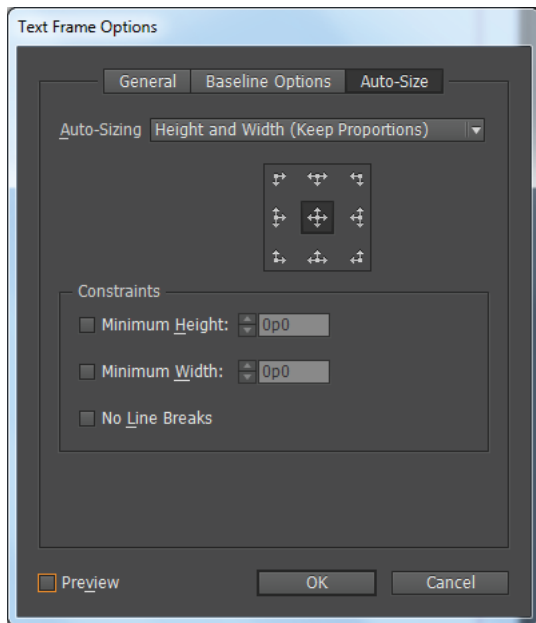 Text Frame Options
General Baseline Options Auto-Size
Auto-Sizing Height and Width (Keep Proportions)
Constraints
Minimum Height: 0p0
Minimum Width: 0p0
No Line Breaks
Preview OK Cancel